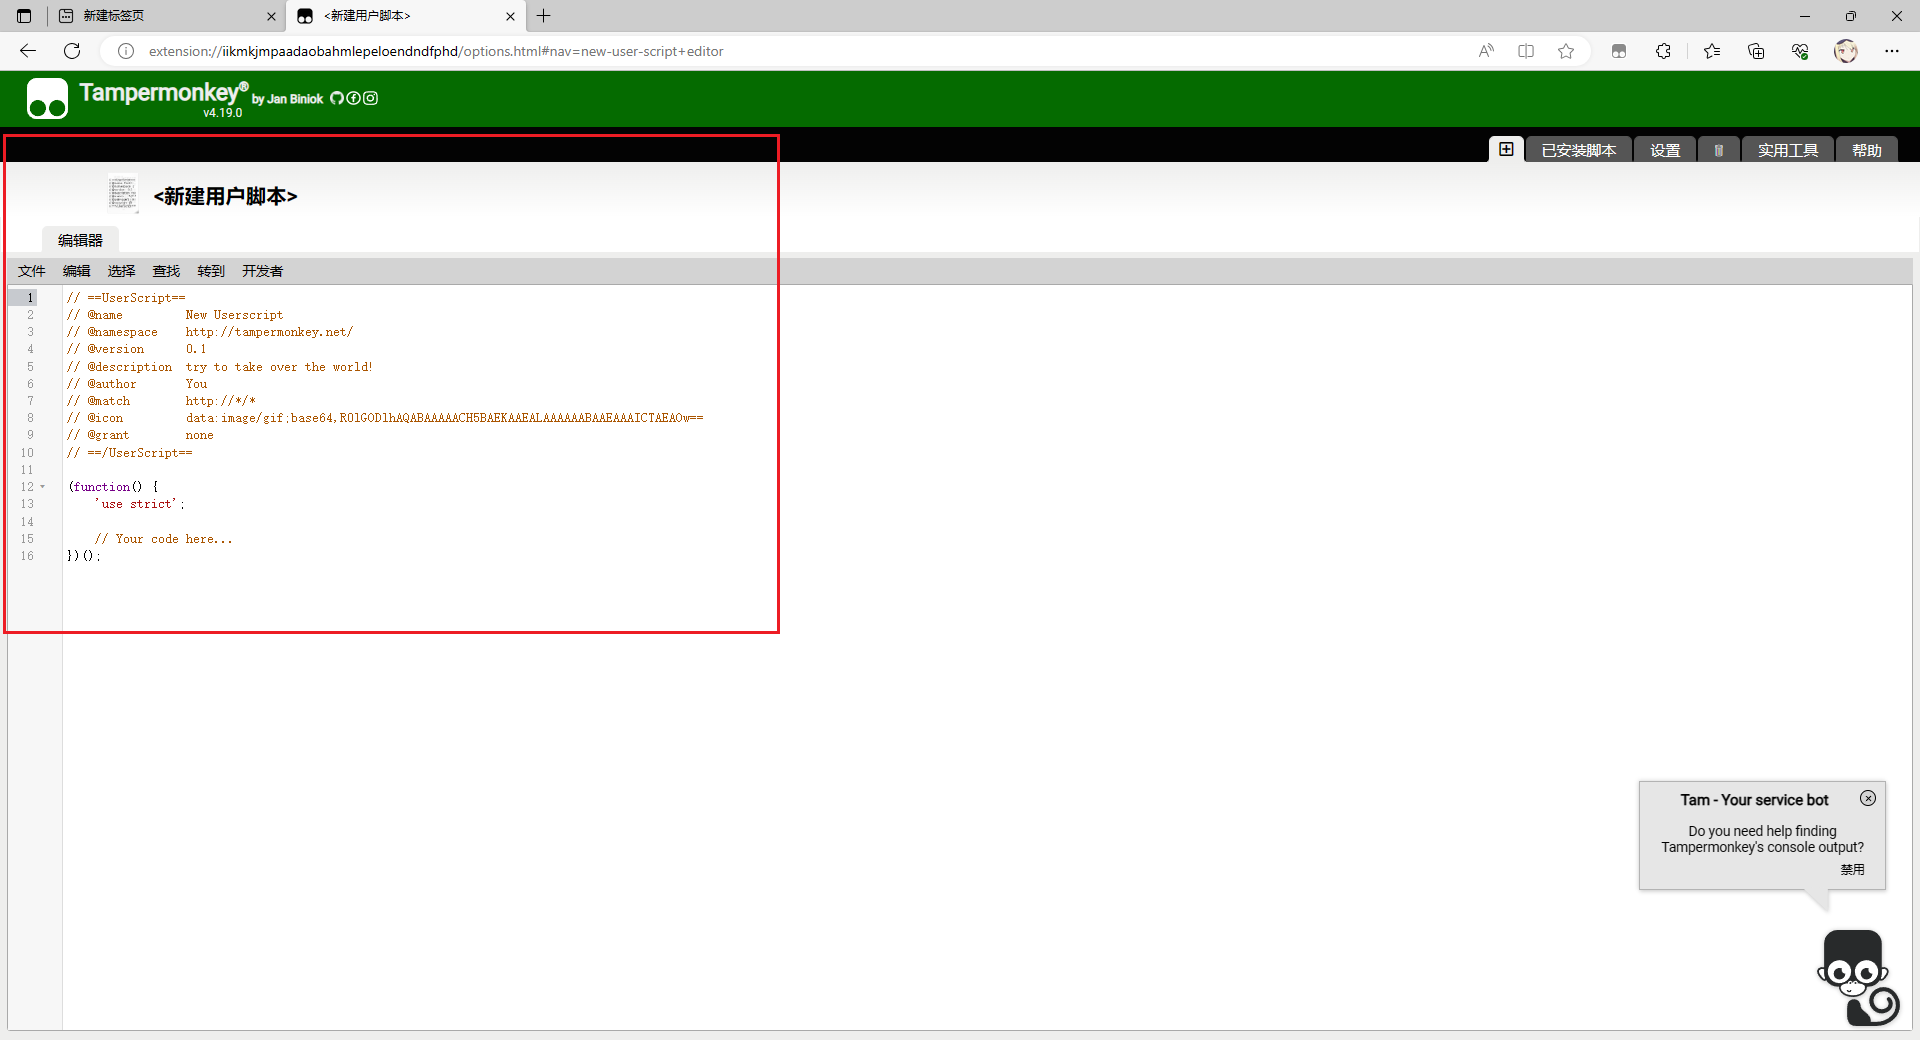 新建标签页
<新建用户脚本>
extension://iikmkjmpaadaobahmlepeloendndfphd/options.html#nav=new-user-script+editor
Tampermonkey® by Jan Biniok
v4.19.0
已安装脚本 设置 实用工具 帮助
<新建用户脚本>
编辑器
文件 编辑 选择 查找 转到 开发者
1 // ==UserScript==
2 // @name New Userscript
3 // @namespace http://tampermonkey.net/
4 // @version 0.1
5 // @description try to take over the world!
6 // @author You
7 // @match http://*/*
8 // @icon data:image/gif;base64,R0lGODlhAQABAAAAACH5BAEKAAEALAAAAAABAAEAAAICTAEAOw==
9 // @grant none
10 // ==/UserScript==
11
12 (function() {
13 'use strict';
14
15 // Your code here...
16 })();
Tam - Your service bot
Do you need help finding
Tampermonkey's console output?
禁用